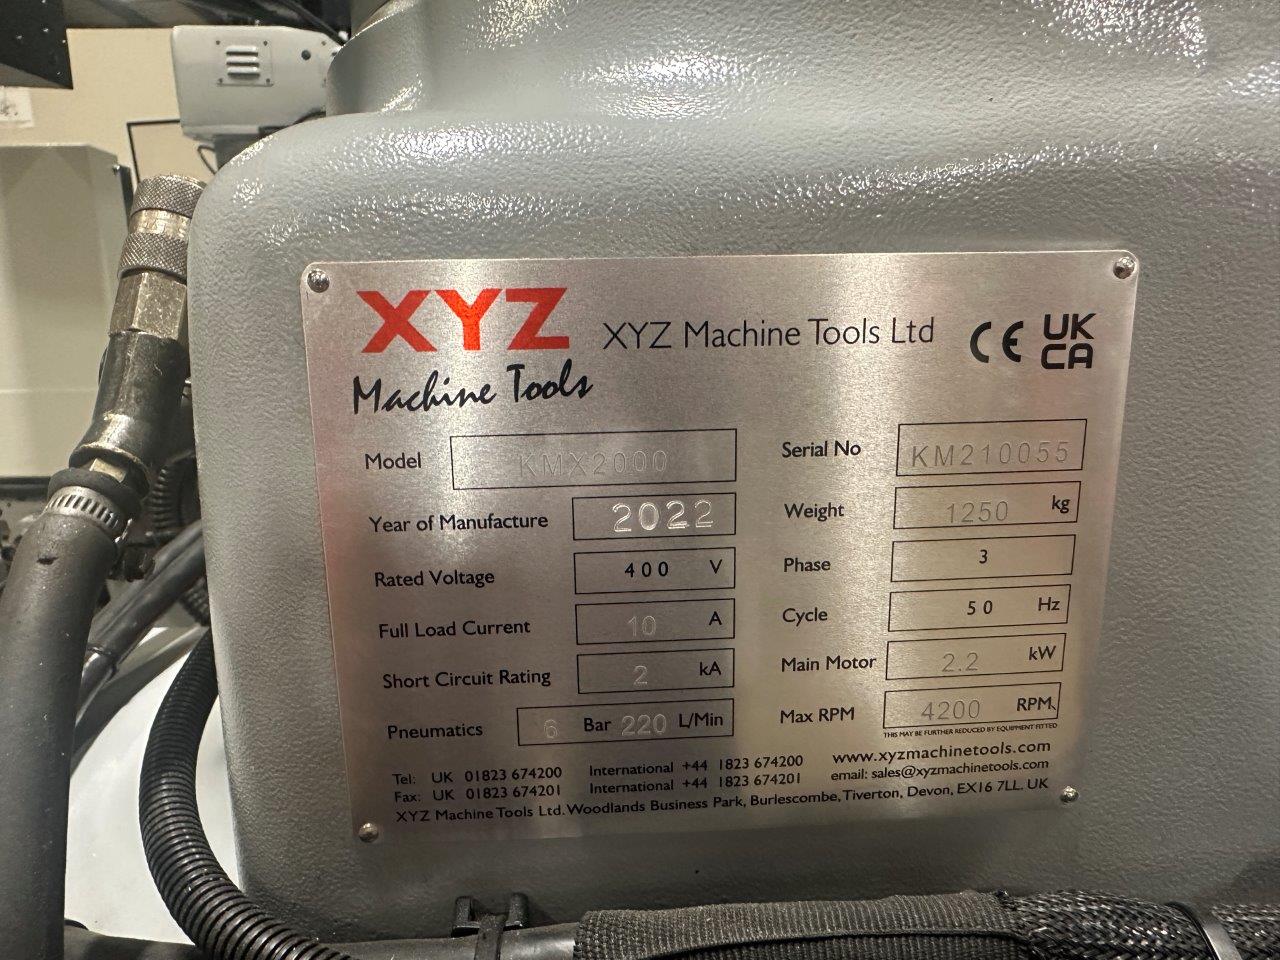 XYZ
Machine Tools
XYZ Machine Tools Ltd
CE UK
CA
Model KMX2000
Serial No KM210055
Year of Manufacture 2022
Weight 1250 kg
Rated Voltage 400 V
Phase 3
Full Load Current 10 A
Cycle 50 Hz
Short Circuit Rating 2 kA
Main Motor 2.2 kW
Pneumatics 6 Bar 220 L/Min
Max RPM 4200 RPM
THIS MAY BE FURTHER REDUCED BY EQUIPMENT FITTED
Tel: UK 01823 674200 International +44 1823 674200 www.xyzmachinetools.com
Fax: UK 01823 674201 International +44 1823 674201 email: sales@xyzmachinetools.com
XYZ Machine Tools Ltd. Woodlands Business Park, Burlescombe, Tiverton, Devon, EX16 7LL. UK